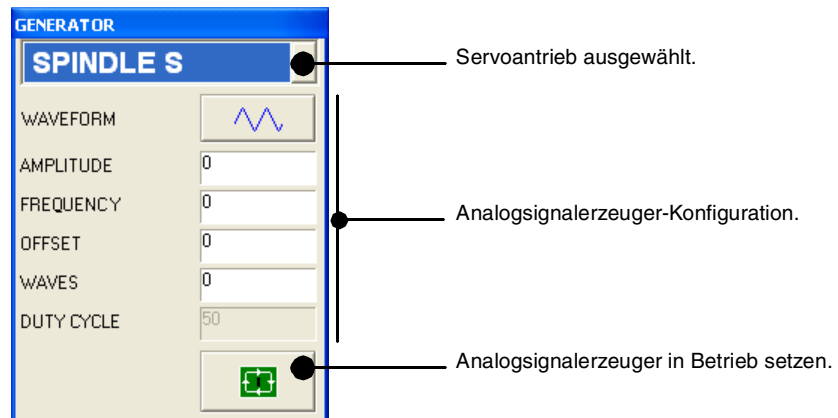 GENERATOR
SPINDLE S
Servoantrieb ausgewählt.
WAVEFORM
AMPLITUDE 0
FREQUENCY 0
Analogsignalerzeuger-Konfiguration.
OFFSET 0
WAVES 0
DUTY CYCLE 50
Analogsignalerzeuger in Betrieb setzen.